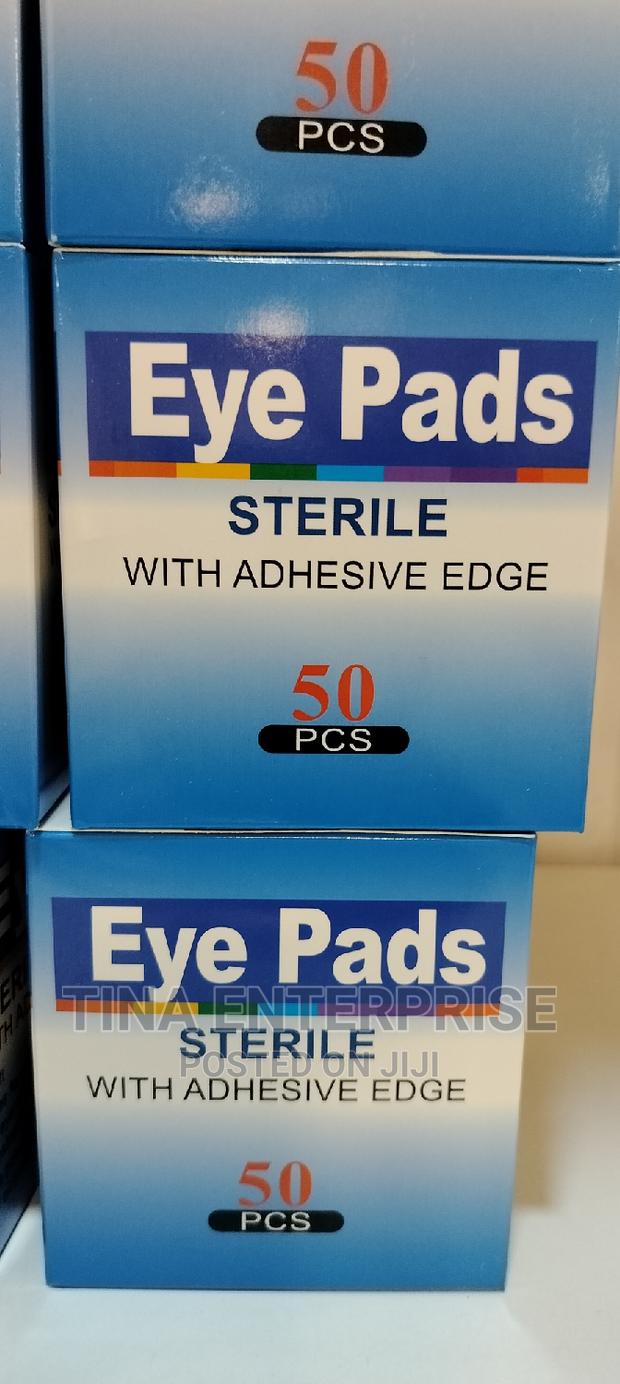 50
PCS
Eye Pads
STERILE
WITH ADHESIVE EDGE
50
PCS
Eye Pads
TINA ENTERPRISE
STERILE
POSTED ON JIJI
WITH ADHESIVE EDGE
50
PCS